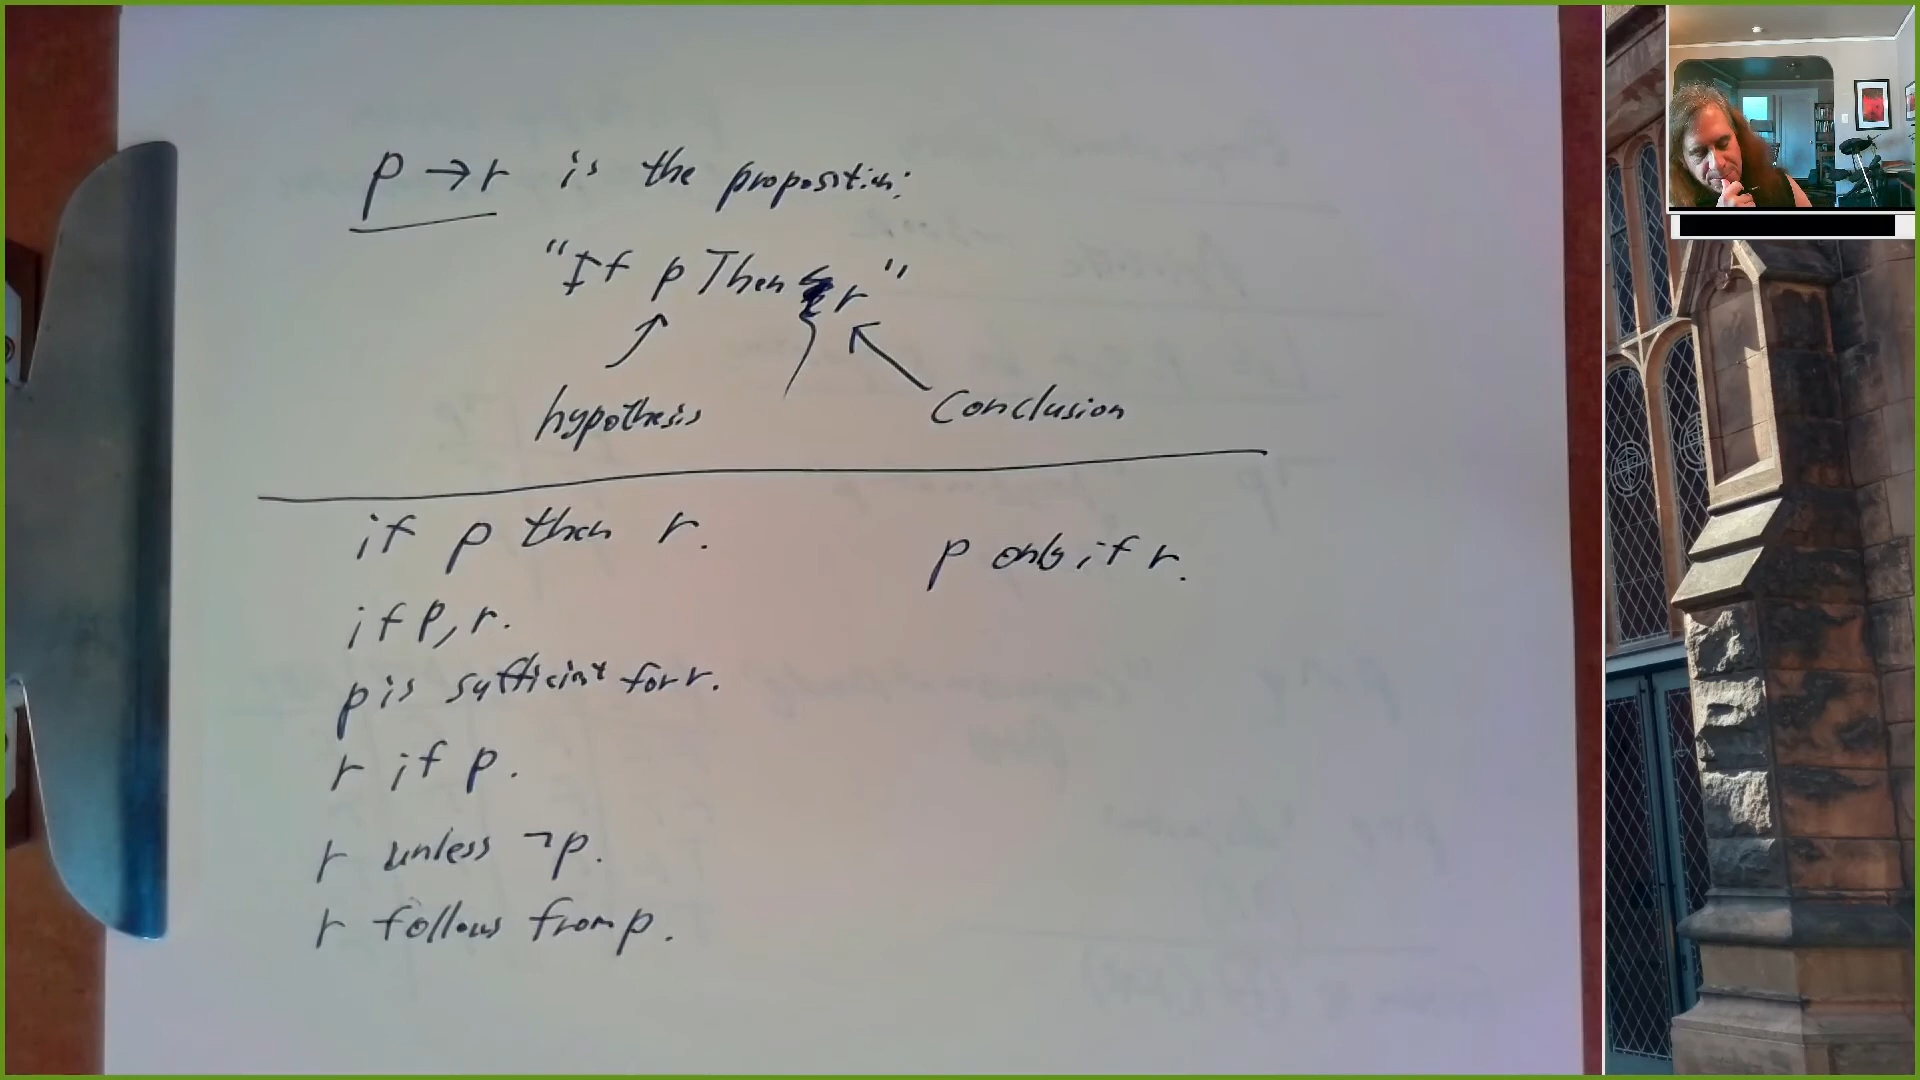 p → r is the proposition:
"If p Then r"
hypothesis
Conclusion
if p then r.
if p, r.
p is sufficient for r.
r if p.
r unless ¬p.
r follows from p.
p only if r.